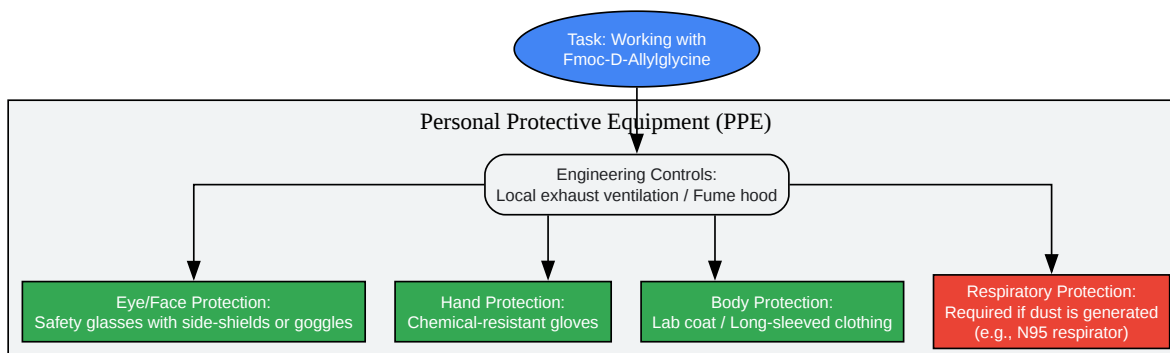 Task: Working with
Fmoc-D-Allylglycine
Personal Protective Equipment (PPE)
Engineering Controls:
Local exhaust ventilation / Fume hood
Eye/Face Protection:
Safety glasses with side-shields or goggles
Hand Protection:
Chemical-resistant gloves
Body Protection:
Lab coat / Long-sleeved clothing
Respiratory Protection:
Required if dust is generated
(e.g., N95 respirator)